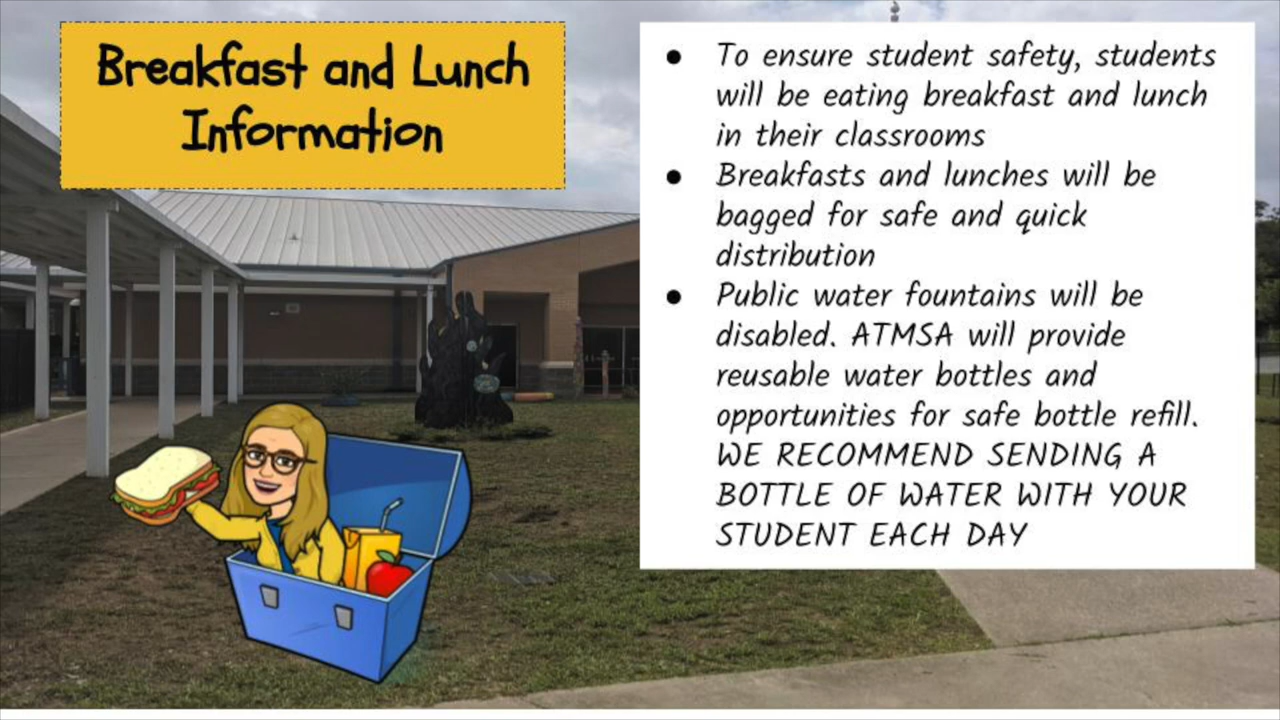 Breakfast and Lunch
Information
● To ensure student safety, students
will be eating breakfast and lunch
in their classrooms
● Breakfasts and lunches will be
bagged for safe and quick
distribution
● Public water fountains will be
disabled. ATMSA will provide
reusable water bottles and
opportunities for safe bottle refill.
WE RECOMMEND SENDING A
BOTTLE OF WATER WITH YOUR
STUDENT EACH DAY